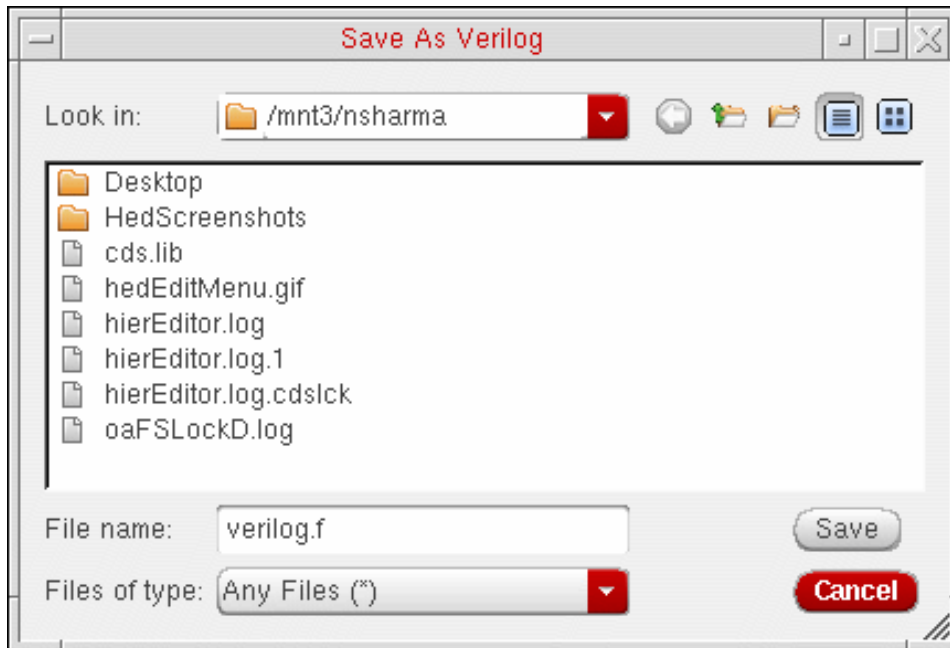 Save As Verilog
Look in: /mnt3/nsharma
Desktop
HedScreenshots
cds.lib
hedEditMenu.gif
hierEditor.log
hierEditor.log.1
hierEditor.log.cdslck
oaFSLockD.log
File name: verilog.f Save
Files of type: Any Files (*) Cancel